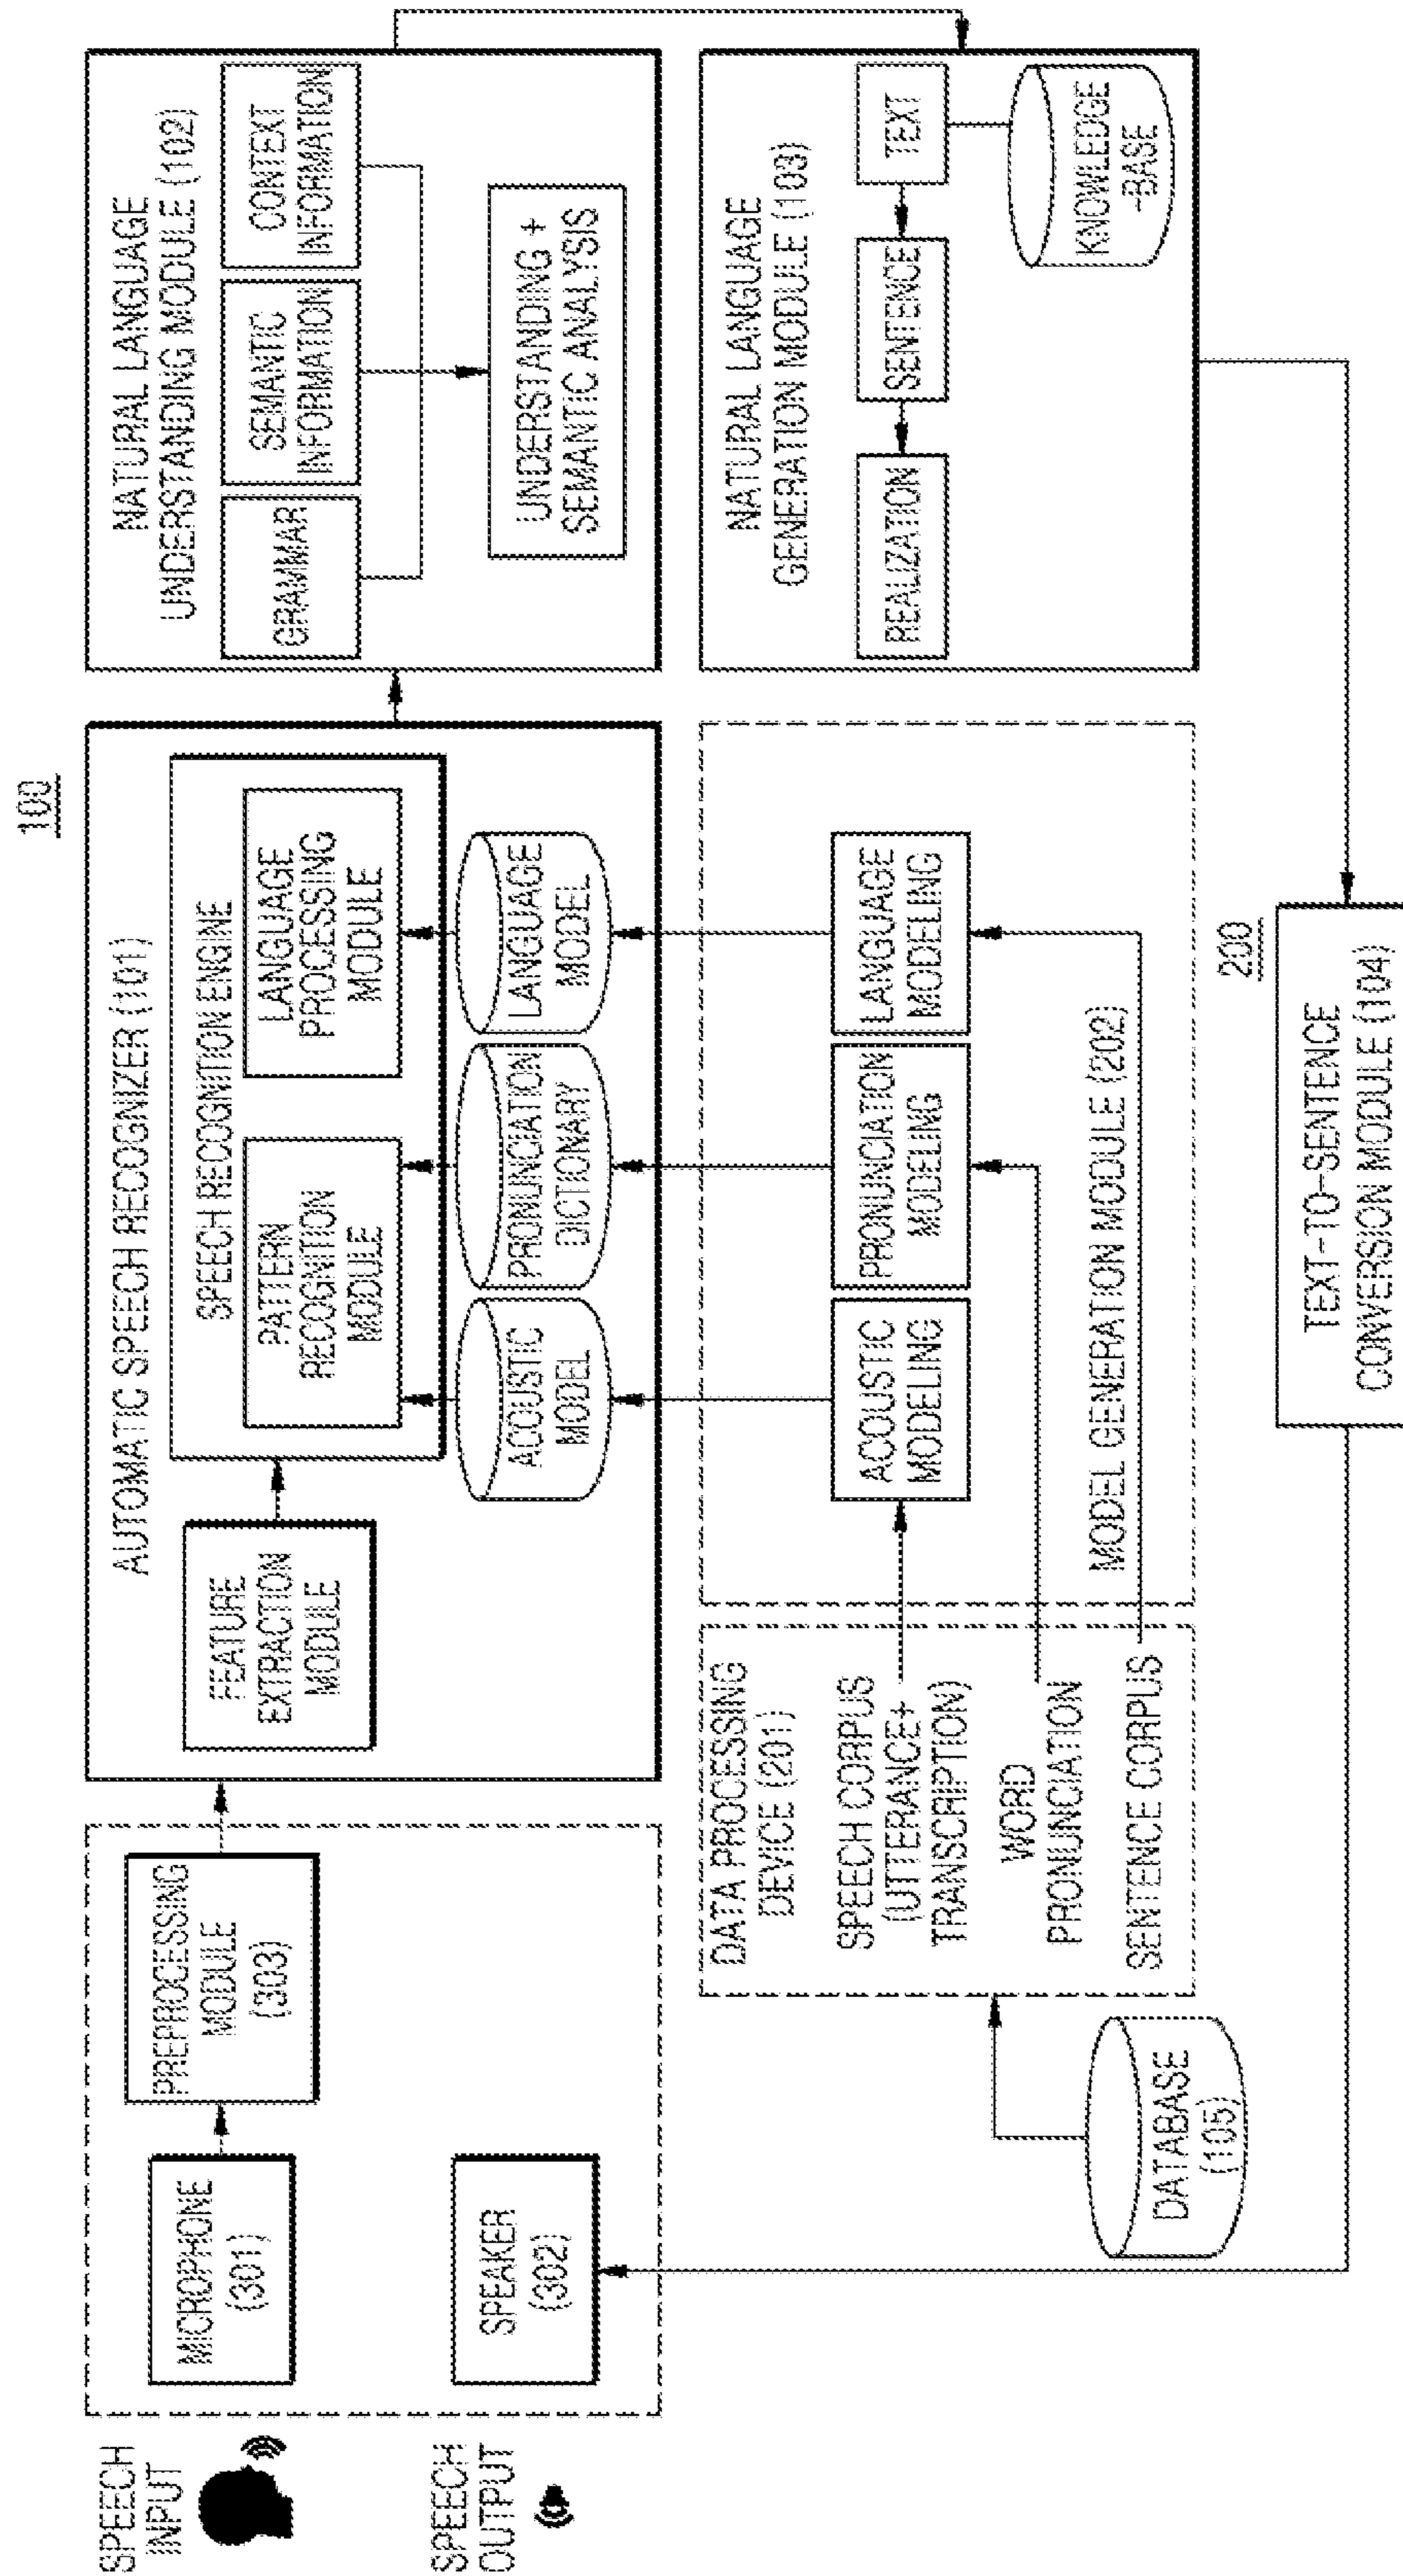 100
SPEECH
INPUT
MICROPHONE
(301)
PREPROCESSING
MODULE
(303)
SPEECH
OUTPUT
SPEAKER
(302)
AUTOMATIC SPEECH RECOGNIZER (101)
FEATURE
EXTRACTION
MODULE
SPEECH RECOGNITION ENGINE
PATTERN
RECOGNITION
MODULE
LANGUAGE
PROCESSING
MODULE
ACOUSTIC
MODEL
PRONUNCIATION
DICTIONARY
LANGUAGE
MODEL
NATURAL LANGUAGE
UNDERSTANDING MODULE (102)
GRAMMAR
SEMANTIC
INFORMATION
CONTEXT
INFORMATION
UNDERSTANDING +
SEMANTIC ANALYSIS
DATABASE
(105)
DATA PROCESSING
DEVICE (201)
SPEECH CORPUS
(UTTERANCE+
TRANSCRIPTION)
WORD
PRONUNCIATION
SENTENCE CORPUS
ACOUSTIC
MODELING
PRONUNCIATION
MODELING
LANGUAGE
MODELING
MODEL GENERATION MODULE (202)
NATURAL LANGUAGE
GENERATION MODULE (103)
REALIZATION
SENTENCE
TEXT
KNOWLEDGE
-BASE
200
TEXT-TO-SENTENCE
CONVERSION MODULE (104)